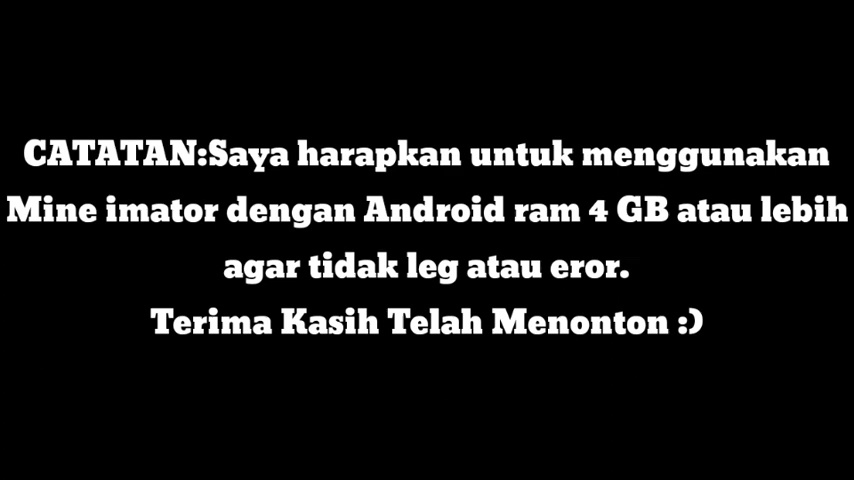 CATATAN:Saya harapkan untuk menggunakan
Mine imator dengan Android ram 4 GB atau lebih
agar tidak leg atau eror.
Terima Kasih Telah Menonton :)